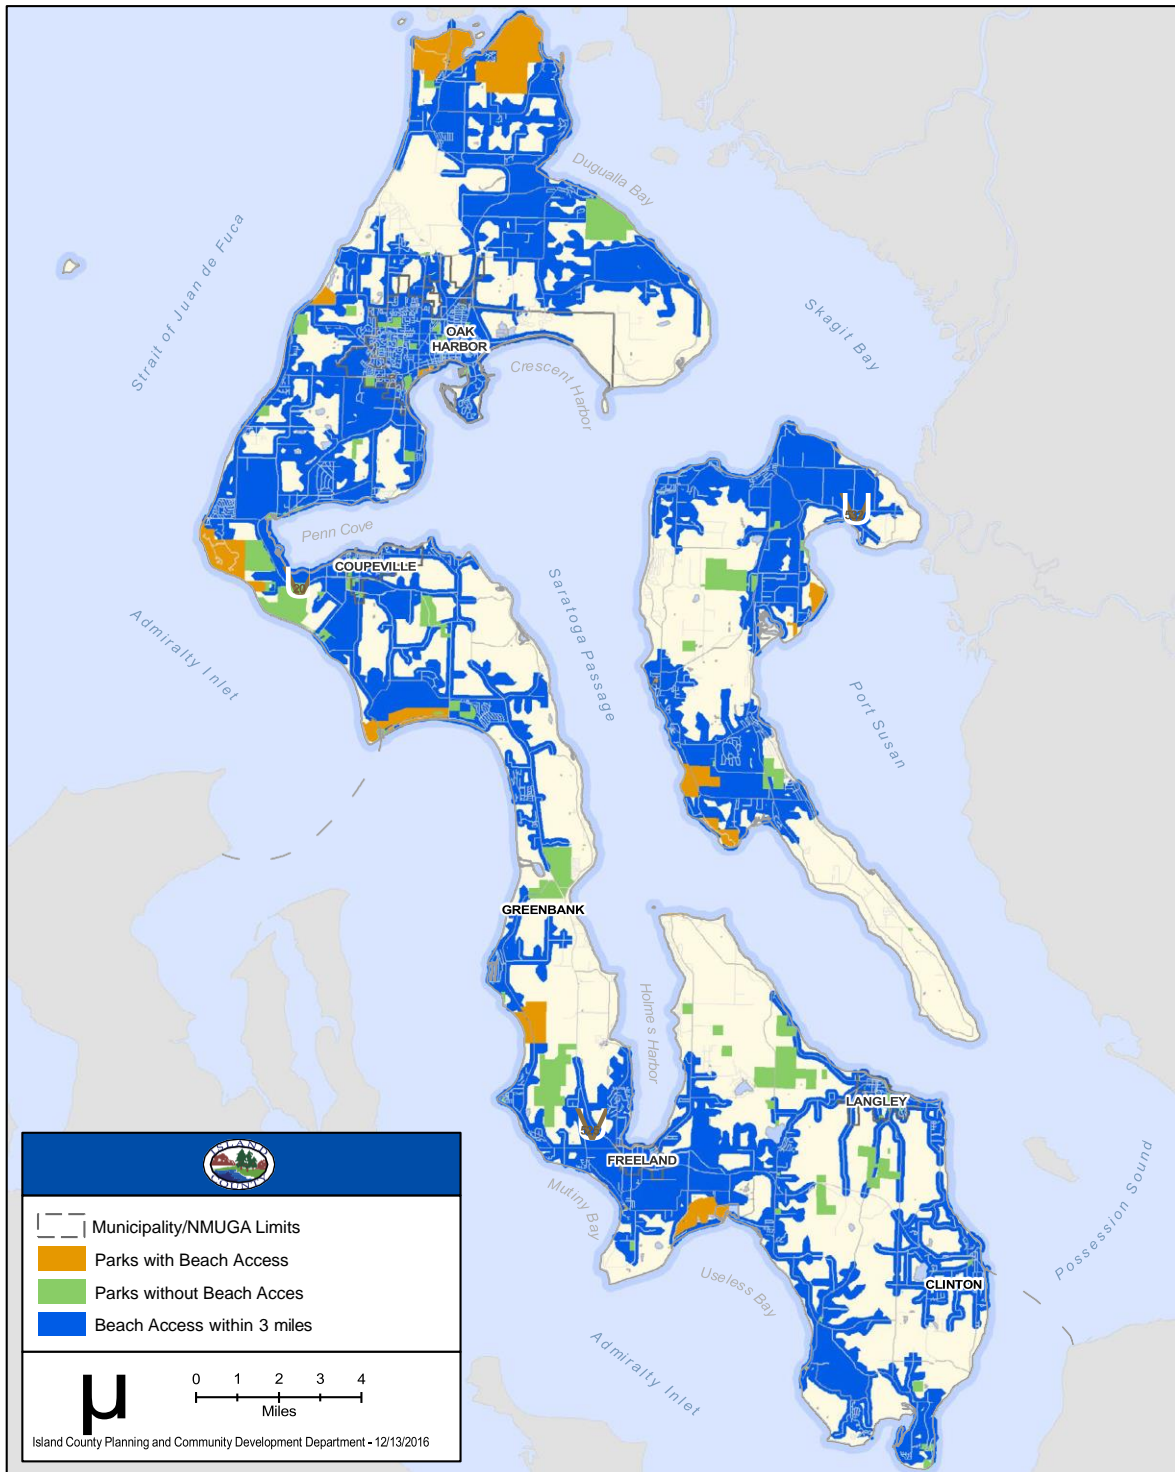 Dugualla Bay
Strait of Juan de Fuca
Skagit Bay
OAK
HARBOR
Crescent Harbor
Penn Cove
COUPEVILLE
Saratoga Passage
Admiralty Inlet
Port Susan
GREENBANK
Holmes Harbor
LANGLEY
FREELAND
Mutiny Bay
Useless Bay
Possession Sound
CLINTON
Admiralty Inlet
ISLAND
COUNTY
Municipality/NMUGA Limits
Parks with Beach Access
Parks without Beach Acces
Beach Access within 3 miles
µ
0 1 2 3 4
Miles
Island County Planning and Community Development Department - 12/13/2016